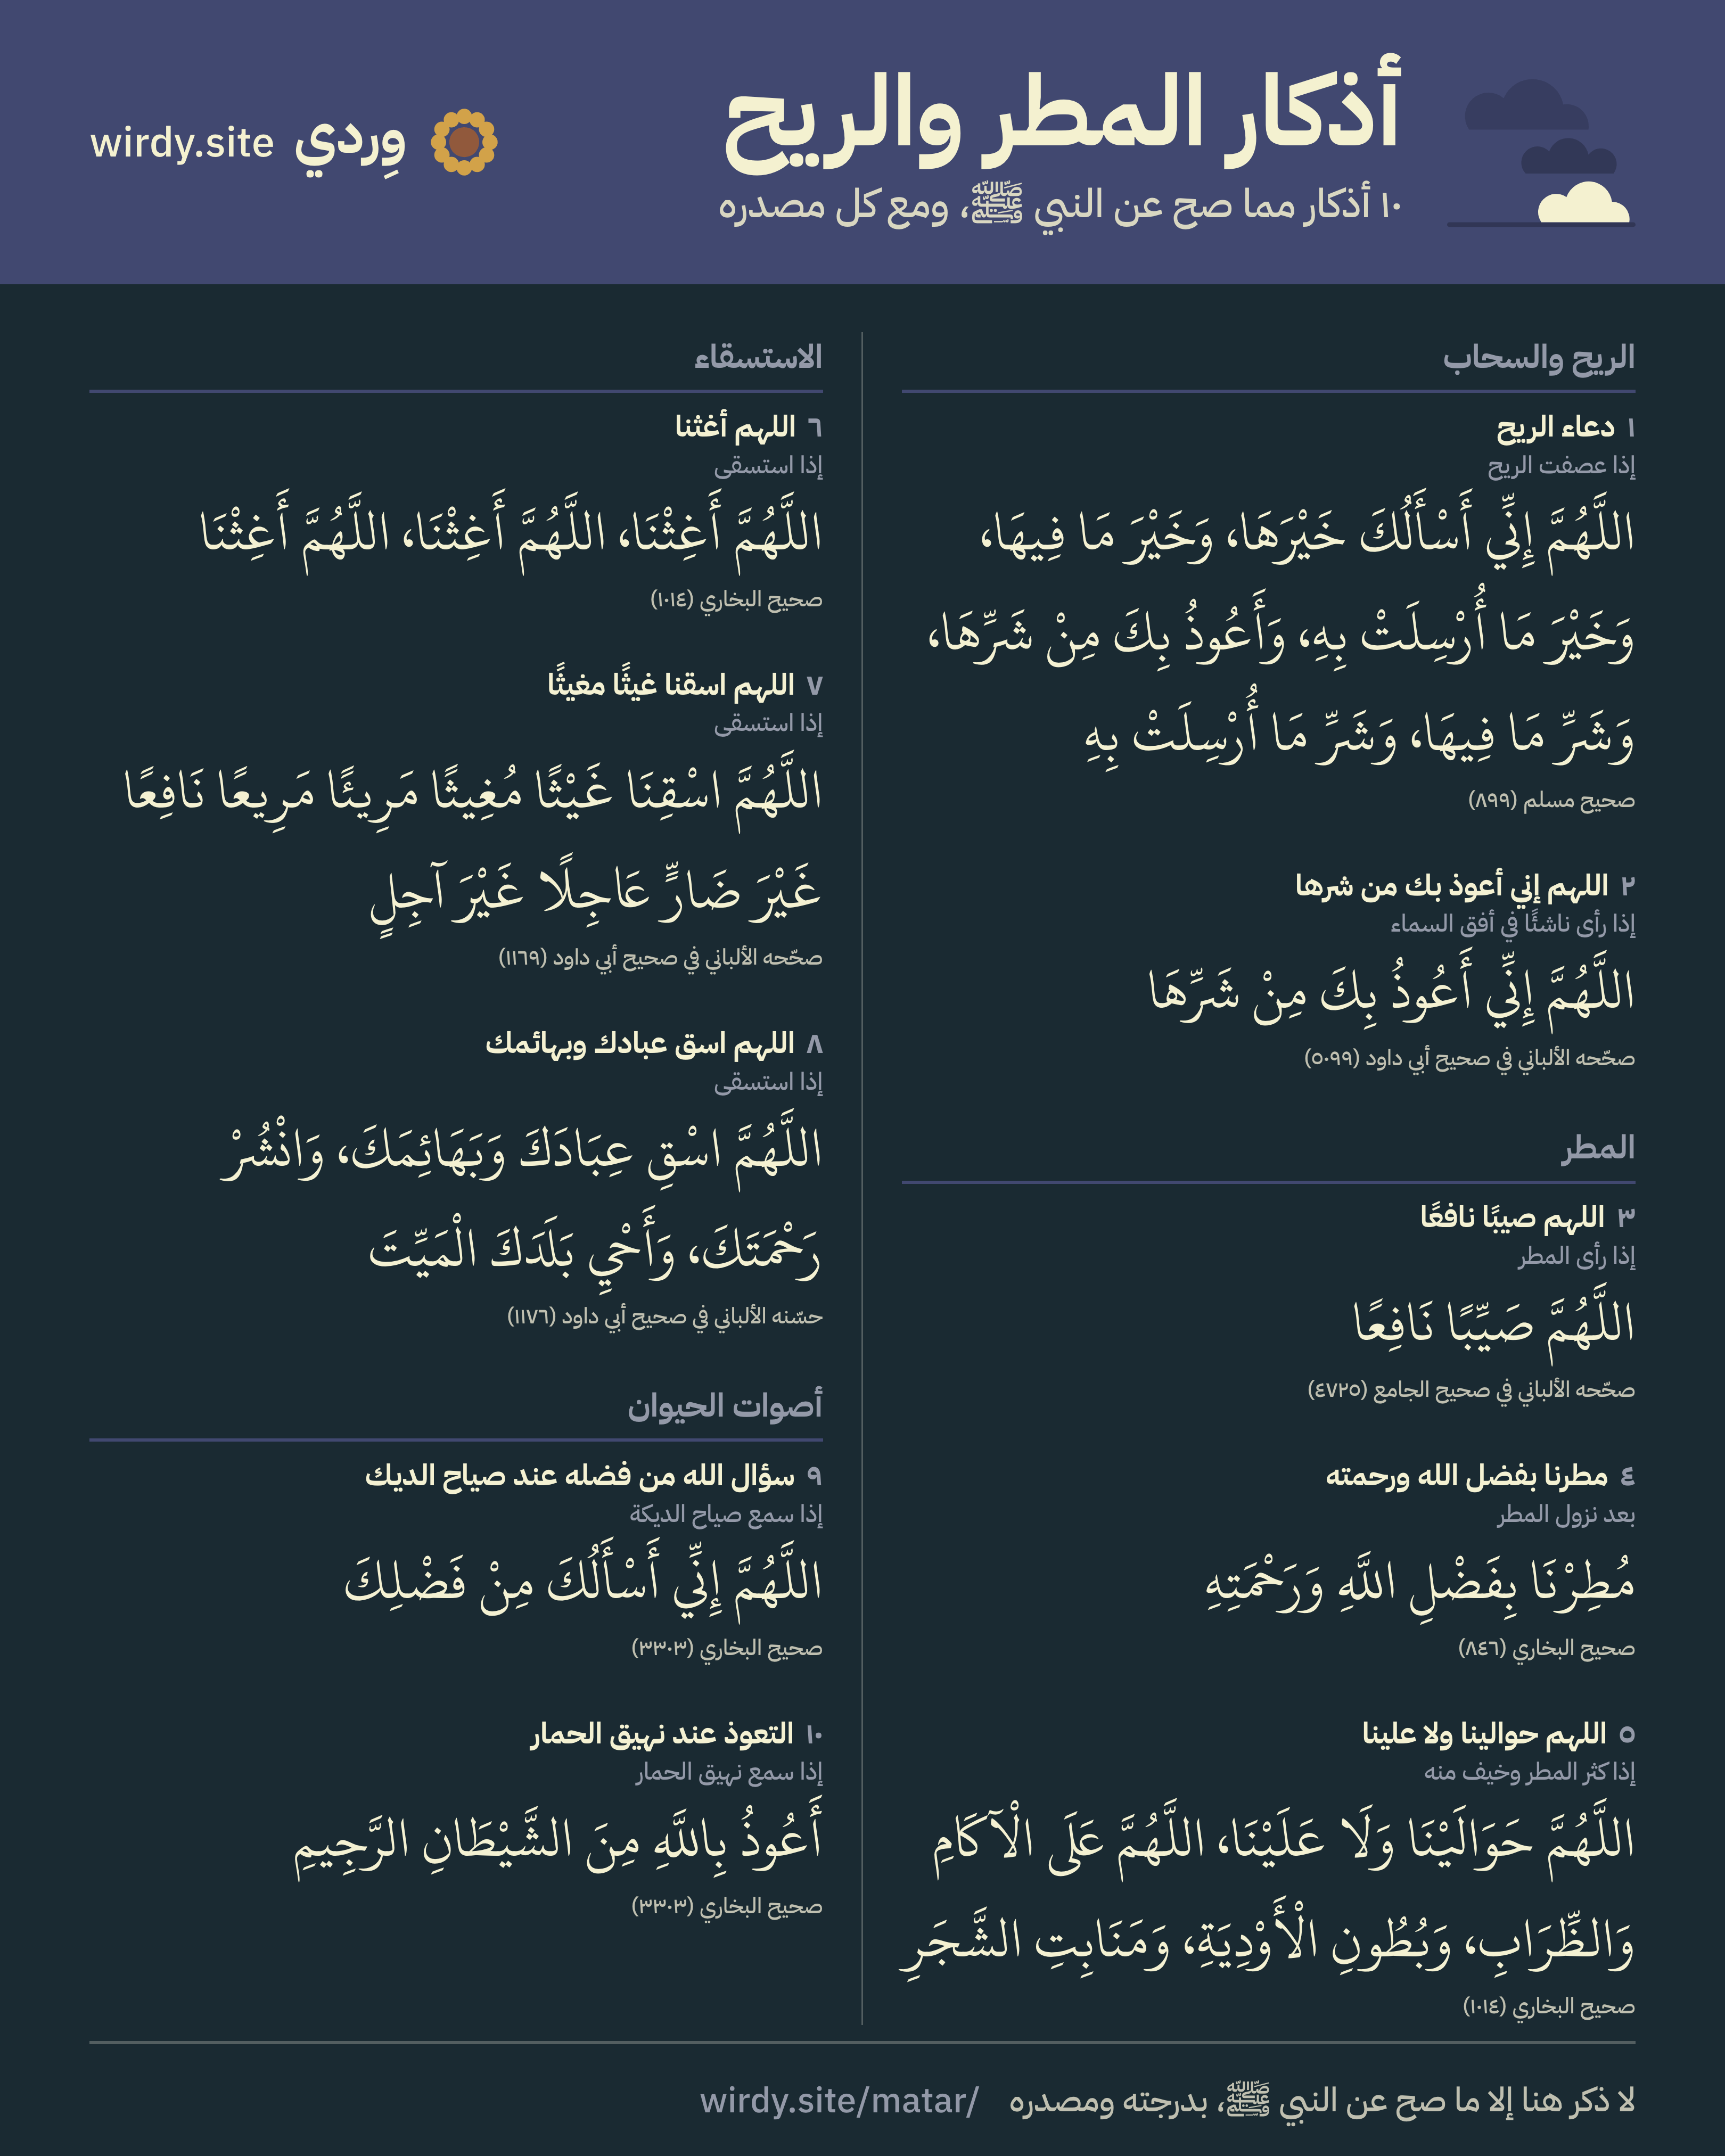 أذكار المطر والريح
١٠ أذكار مما صح عن النبي ﷺ، ومع كل مصدره
وِردي wirdy.site
الريح والسحاب
١ دعاء الريح
إذا عصفت الريح
اللَّهُمَّ إِنِّي أَسْأَلُكَ خَيْرَهَا، وَخَيْرَ مَا فِيهَا،
وَخَيْرَ مَا أُرْسِلَتْ بِهِ، وَأَعُوذُ بِكَ مِنْ شَرِّهَا،
وَشَرِّ مَا فِيهَا، وَشَرِّ مَا أُرْسِلَتْ بِهِ
صحيح مسلم (٨٩٩)
٢ اللهم إني أعوذ بك من شرها
إذا رأى ناشئًا في أفق السماء
اللَّهُمَّ إِنِّي أَعُوذُ بِكَ مِنْ شَرِّهَا
صحّحه الألباني في صحيح أبي داود (٥٠٩٩)
المطر
٣ اللهم صيبًا نافعًا
إذا رأى المطر
اللَّهُمَّ صَيِّبًا نَافِعًا
صحّحه الألباني في صحيح الجامع (٤٧٢٥)
٤ مطرنا بفضل الله ورحمته
بعد نزول المطر
مُطِرْنَا بِفَضْلِ اللَّهِ وَرَحْمَتِهِ
صحيح البخاري (٨٤٦)
٥ اللهم حوالينا ولا علينا
إذا كثر المطر وخيف منه
اللَّهُمَّ حَوَالَيْنَا وَلَا عَلَيْنَا، اللَّهُمَّ عَلَى الْآكَامِ
وَالظِّرَابِ، وَبُطُونِ الْأَوْدِيَةِ، وَمَنَابِتِ الشَّجَرِ
صحيح البخاري (١٠١٤)
الاستسقاء
٦ اللهم أغثنا
إذا استسقى
اللَّهُمَّ أَغِثْنَا، اللَّهُمَّ أَغِثْنَا، اللَّهُمَّ أَغِثْنَا
صحيح البخاري (١٠١٤)
٧ اللهم اسقنا غيثًا مغيثًا
إذا استسقى
اللَّهُمَّ اسْقِنَا غَيْثًا مُغِيثًا مَرِيئًا مَرِيعًا نَافِعًا
غَيْرَ ضَارٍّ عَاجِلًا غَيْرَ آجِلٍ
صحّحه الألباني في صحيح أبي داود (١١٦٩)
٨ اللهم اسق عبادك وبهائمك
إذا استسقى
اللَّهُمَّ اسْقِ عِبَادَكَ وَبَهَائِمَكَ، وَانْشُرْ
رَحْمَتَكَ، وَأَحْيِ بَلَدَكَ الْمَيِّتَ
حسّنه الألباني في صحيح أبي داود (١١٧٦)
أصوات الحيوان
٩ سؤال الله من فضله عند صياح الديك
إذا سمع صياح الديكة
اللَّهُمَّ إِنِّي أَسْأَلُكَ مِنْ فَضْلِكَ
صحيح البخاري (٣٣٠٣)
١٠ التعوذ عند نهيق الحمار
إذا سمع نهيق الحمار
أَعُوذُ بِاللَّهِ مِنَ الشَّيْطَانِ الرَّجِيمِ
صحيح البخاري (٣٣٠٣)
لا ذكر هنا إلا ما صح عن النبي ﷺ، بدرجته ومصدره wirdy.site/matar/